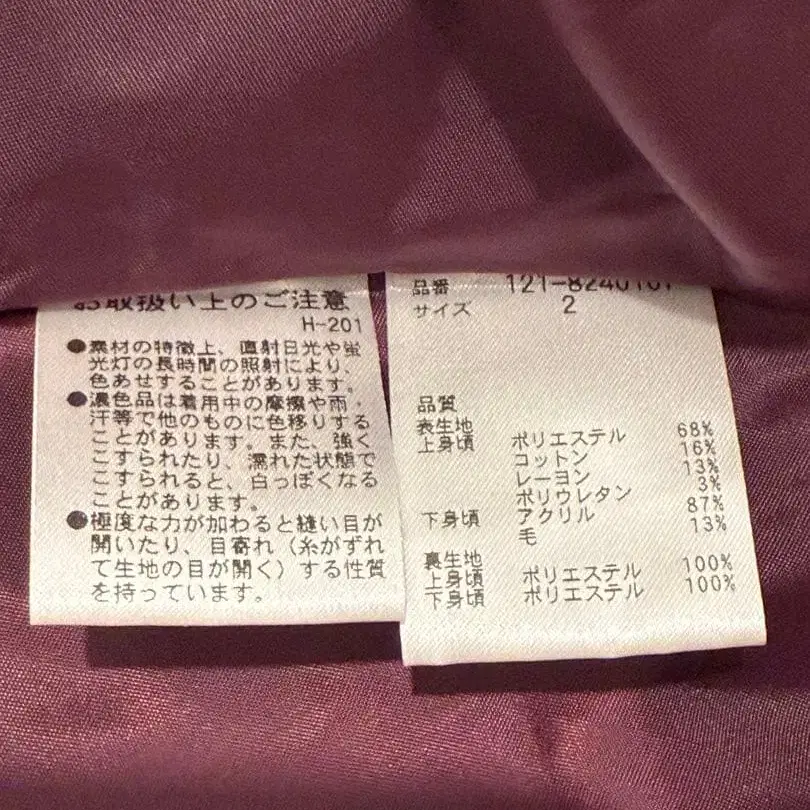 お取扱い上のご注意
H-201
●素材の特徴上、直射日光や蛍
光灯の長時間の照射により、
色あせすることがあります。
●濃色品は着用中の摩擦や雨・
汗等で他のものに色移りする
ことがあります。また、強く
こすられたり、濡れた状態で
こすられると、白っぽくなる
ことがあります。
●極度な力が加わると縫い目が
開いたり、目寄れ(糸がずれ
て生地の目が開く)する性質
を持っています。
品番 121-8240101
サイズ 2
品質
表生地
上身頃 ポリエステル 68%
コットン 16%
レーヨン 13%
ポリウレタン 3%
下身頃 アクリル 87%
毛 13%
裏生地
上身頃 ポリエステル 100%
下身頃 ポリエステル 100%